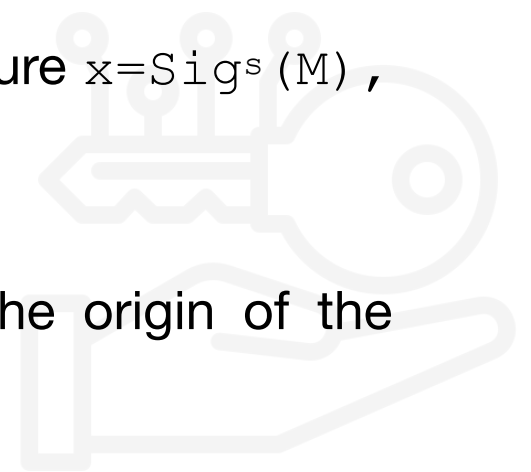 ure x=Sigˢ(M),
he origin of the